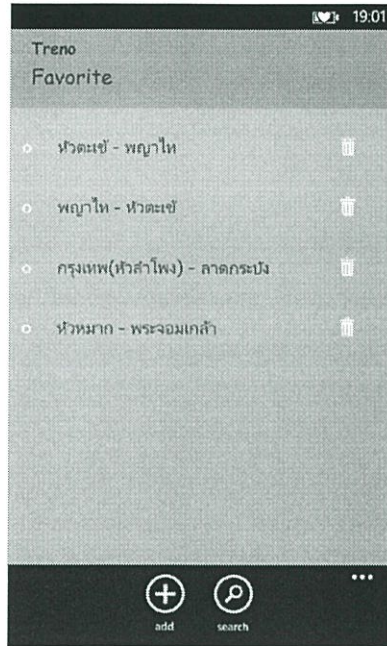 19:01
Treno
Favorite
หัวตะเข้ - พญาไท
พญาไท - หัวตะเข้
กรุงเทพ(หัวลำโพง) - ลาดกระบัง
หัวหมาก - พระจอมเกล้า
add
search